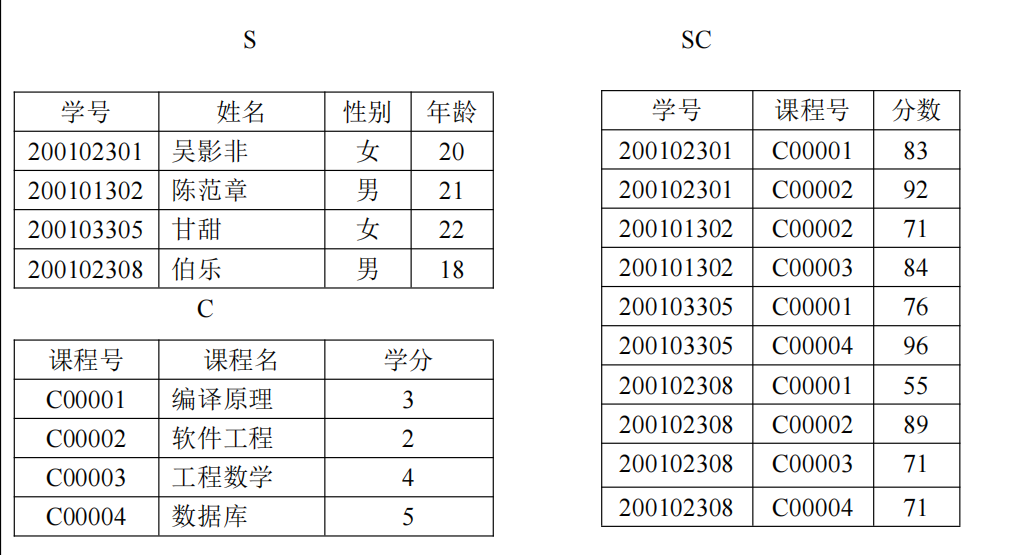 S
学号 姓名 性别 年龄
200102301 吴影非 女 20
200101302 陈范章 男 21
200103305 甘甜 女 22
200102308 伯乐 男 18
C
课程号 课程名 学分
C00001 编译原理 3
C00002 软件工程 2
C00003 工程数学 4
C00004 数据库 5
SC
学号 课程号 分数
200102301 C00001 83
200102301 C00002 92
200101302 C00002 71
200101302 C00003 84
200103305 C00001 76
200103305 C00004 96
200102308 C00001 55
200102308 C00002 89
200102308 C00003 71
200102308 C00004 71